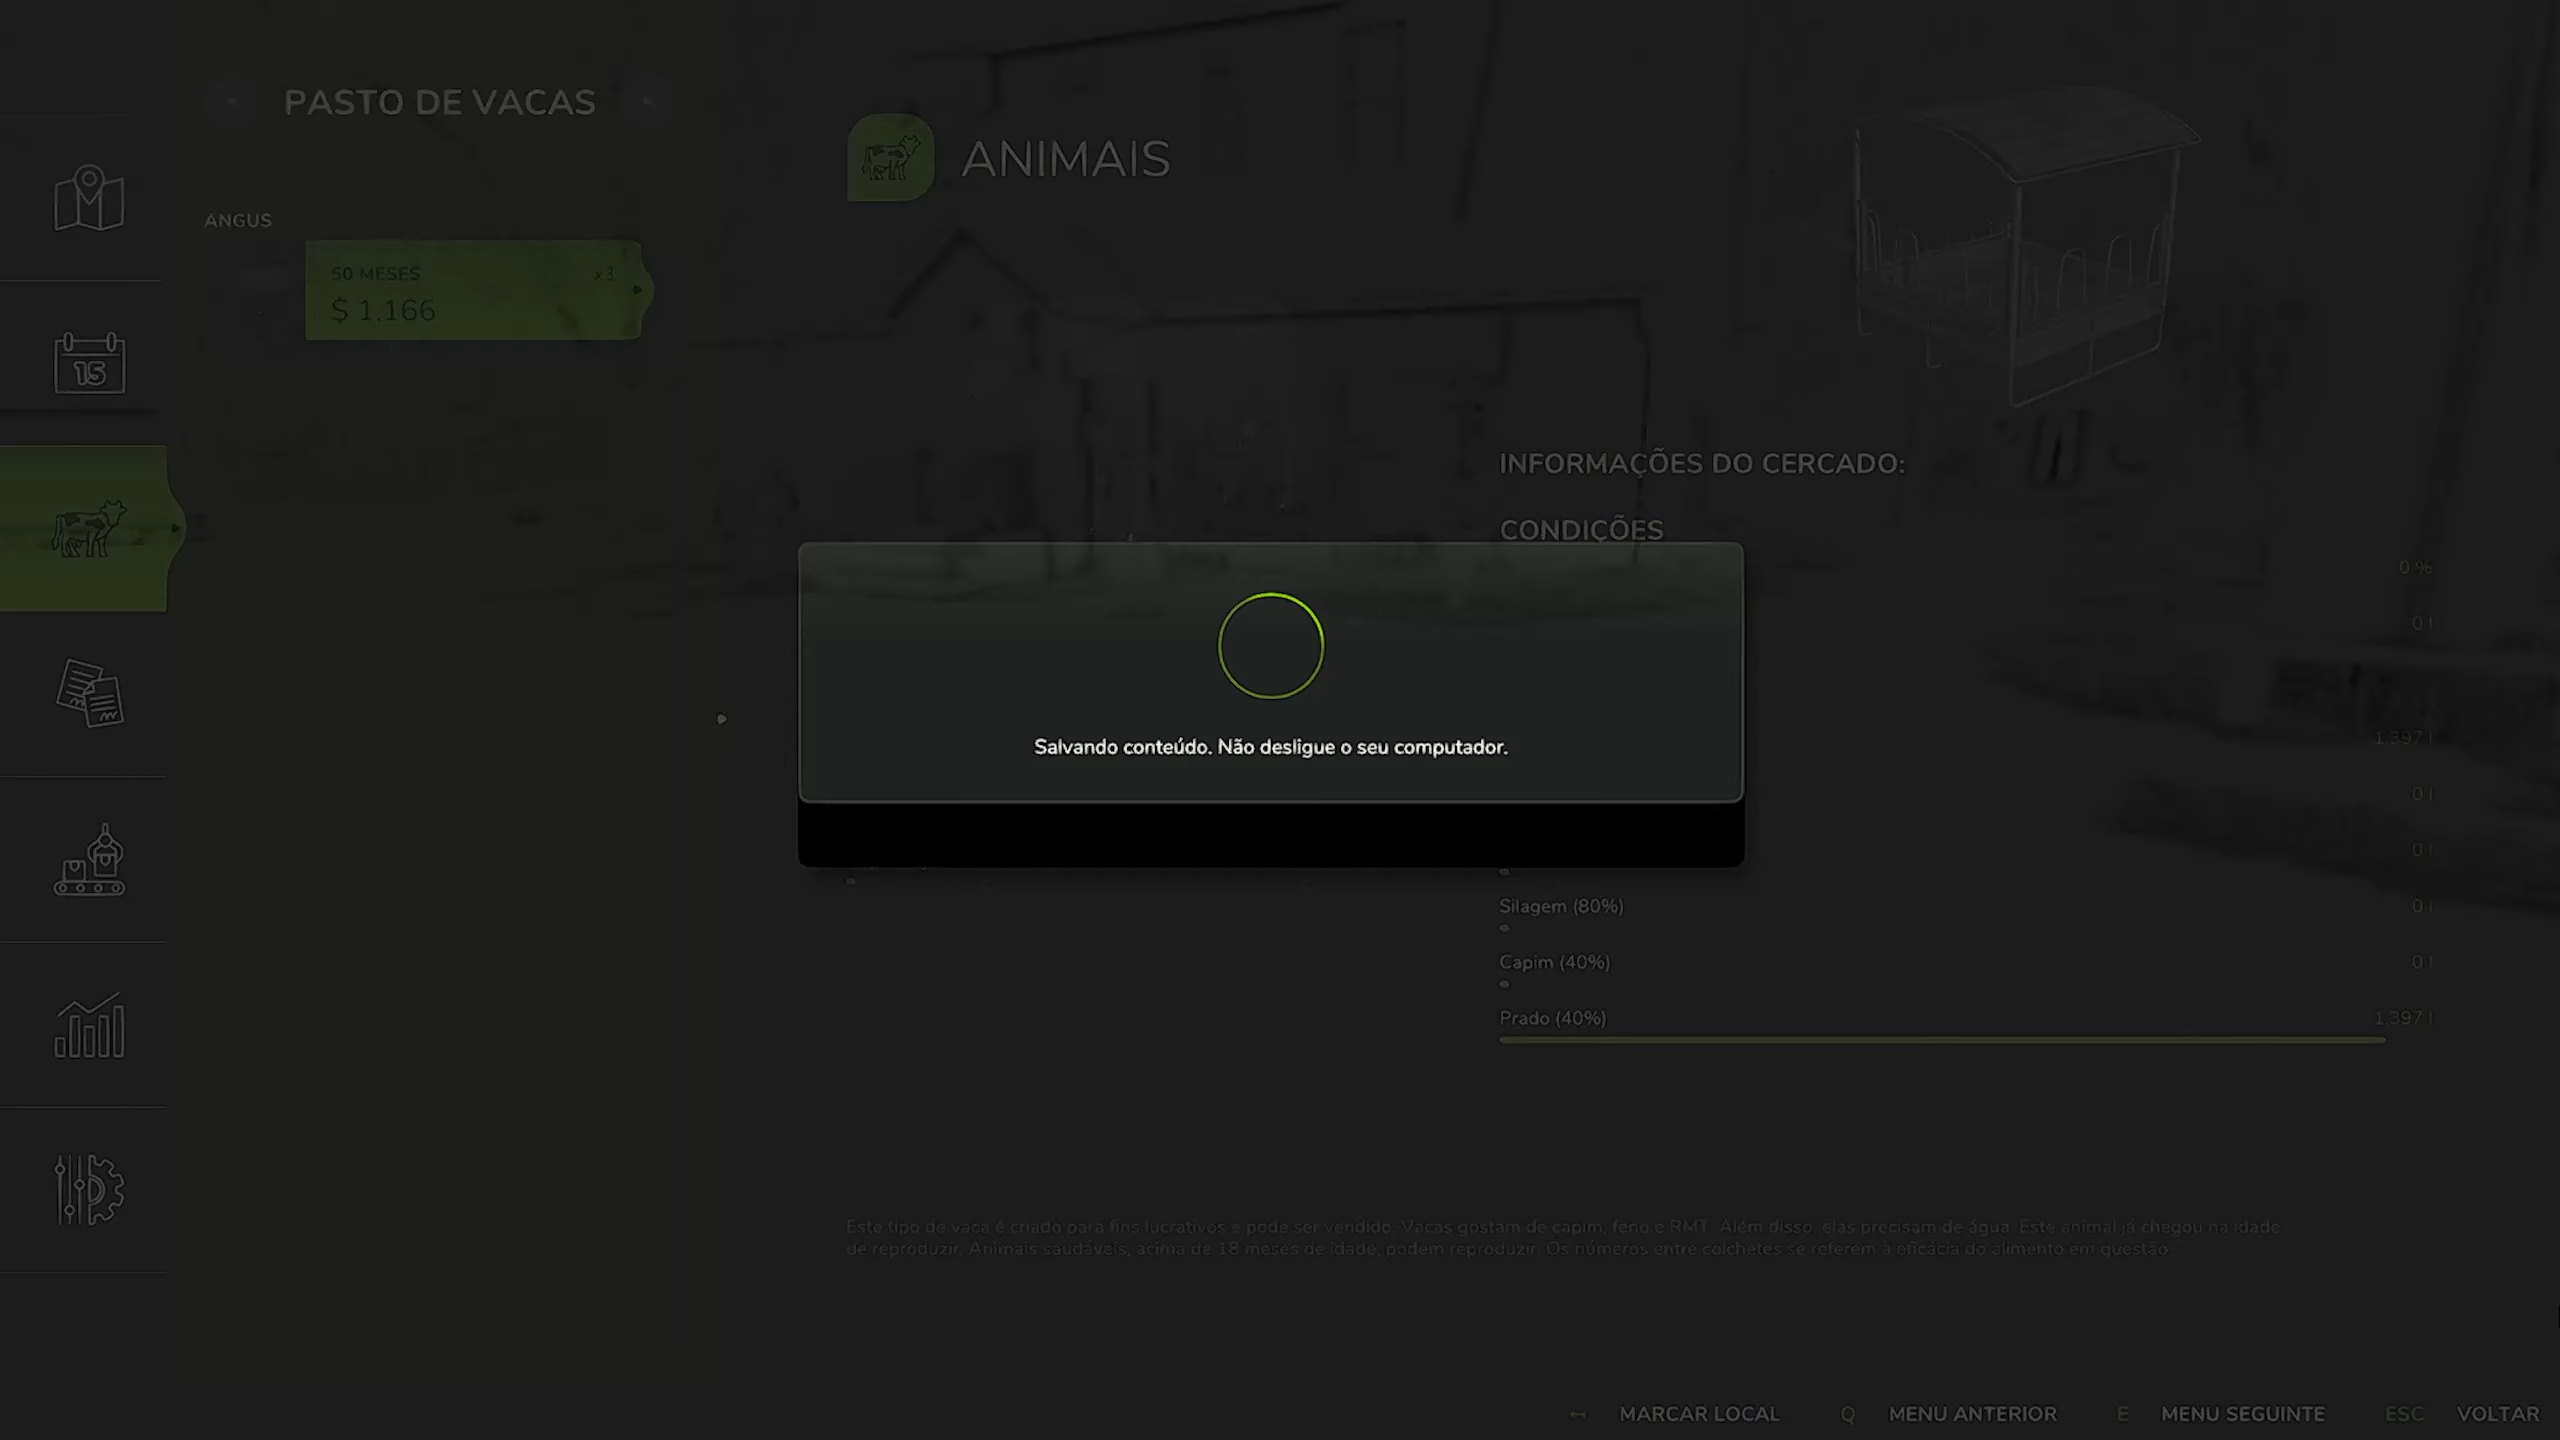 PASTO DE VACAS
ANIMAIS
ANGUS
50 MESES x3
$ 1.166
15
INFORMAÇÕES DO CERCADO:
CONDIÇÕES
0 %
0 l
1.397 l
0 l
0 l
Salvando conteúdo. Não desligue o seu computador.
Silagem (80%) 0 l
Capim (40%) 0 l
Prado (40%) 1.397 l
Este tipo de vaca é criado para fins lucrativos e pode ser vendido. Vacas gostam de capim, feno e RMT. Além disso, elas precisam de água. Este animal já chegou na idade
de reproduzir. Animais saudáveis, acima de 18 meses de idade, podem reproduzir. Os números entre colchetes se referem à eficácia do alimento em questão.
MARCAR LOCAL Q MENU ANTERIOR E MENU SEGUINTE ESC VOLTAR